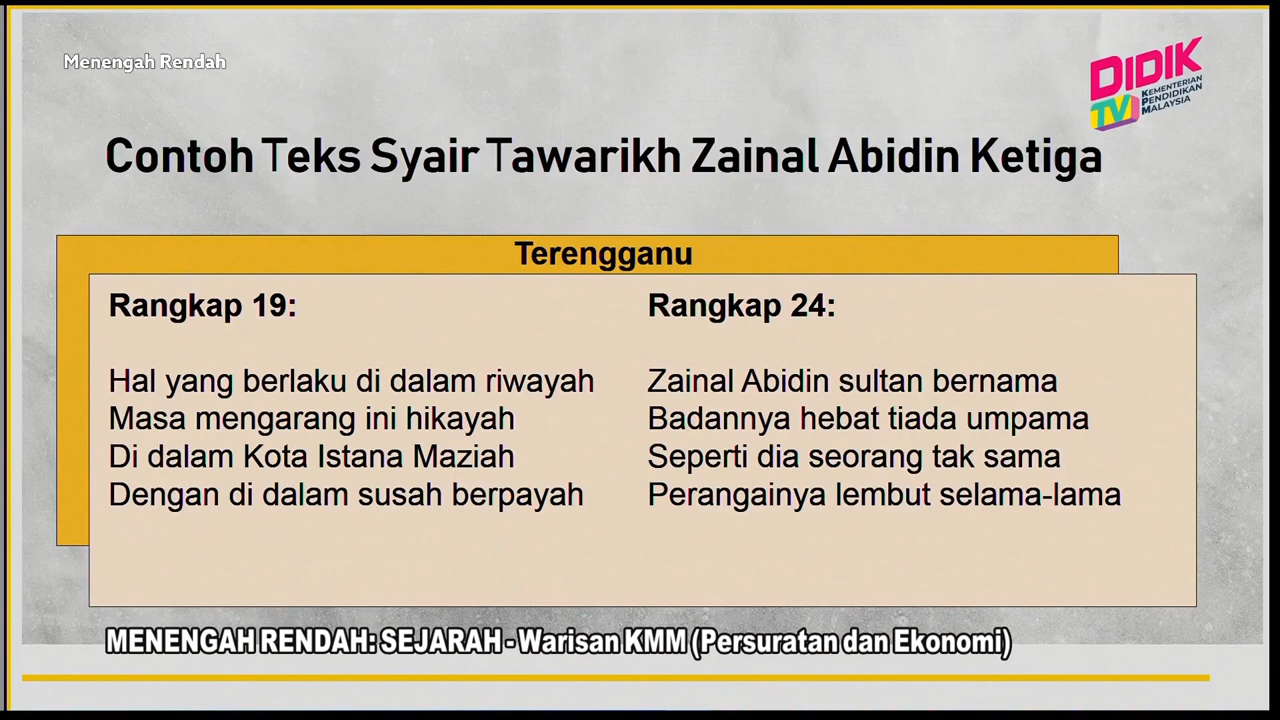 Menengah Rendah
DIDIK
TV
KEMENTERIAN
PENDIDIKAN
MALAYSIA
Contoh Teks Syair Tawarikh Zainal Abidin Ketiga
Terengganu
Rangkap 19:
Hal yang berlaku di dalam riwayah
Masa mengarang ini hikayah
Di dalam Kota Istana Maziah
Dengan di dalam susah berpayah
Rangkap 24:
Zainal Abidin sultan bernama
Badannya hebat tiada umpama
Seperti dia seorang tak sama
Perangainya lembut selama-lama
MENENGAH RENDAH: SEJARAH - Warisan KMM (Persuratan dan Ekonomi)